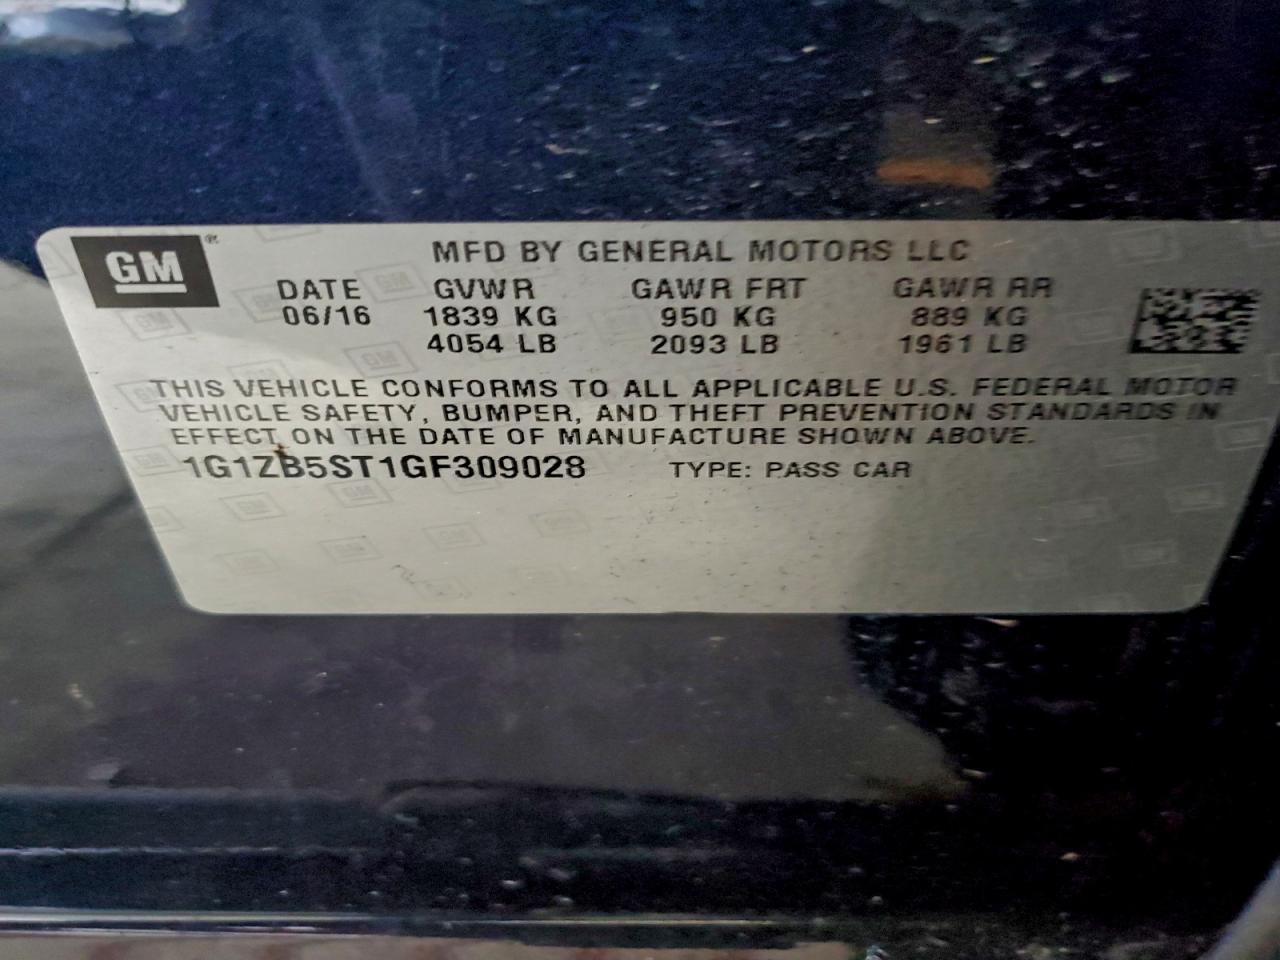 GM® MFD BY GENERAL MOTORS LLC
DATE GVWR GAWR FRT GAWR RR
06/16 1839 KG 950 KG 889 KG
4054 LB 2093 LB 1961 LB
THIS VEHICLE CONFORMS TO ALL APPLICABLE U.S. FEDERAL MOTOR
VEHICLE SAFETY, BUMPER, AND THEFT PREVENTION STANDARDS IN
EFFECT ON THE DATE OF MANUFACTURE SHOWN ABOVE.
1G1ZB5ST1GF309028 TYPE: PASS CAR